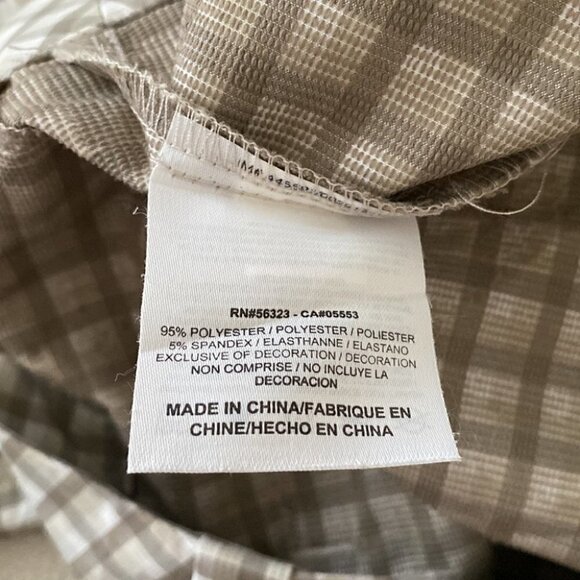 RN#56323 - CA#05553
95% POLYESTER / POLYESTER / POLIESTER
5% SPANDEX / ELASTHANNE / ELASTANO
EXCLUSIVE OF DECORATION / DECORATION
NON COMPRISE / NO INCLUYE LA
DECORACION
MADE IN CHINA/FABRIQUE EN
CHINE/HECHO EN CHINA